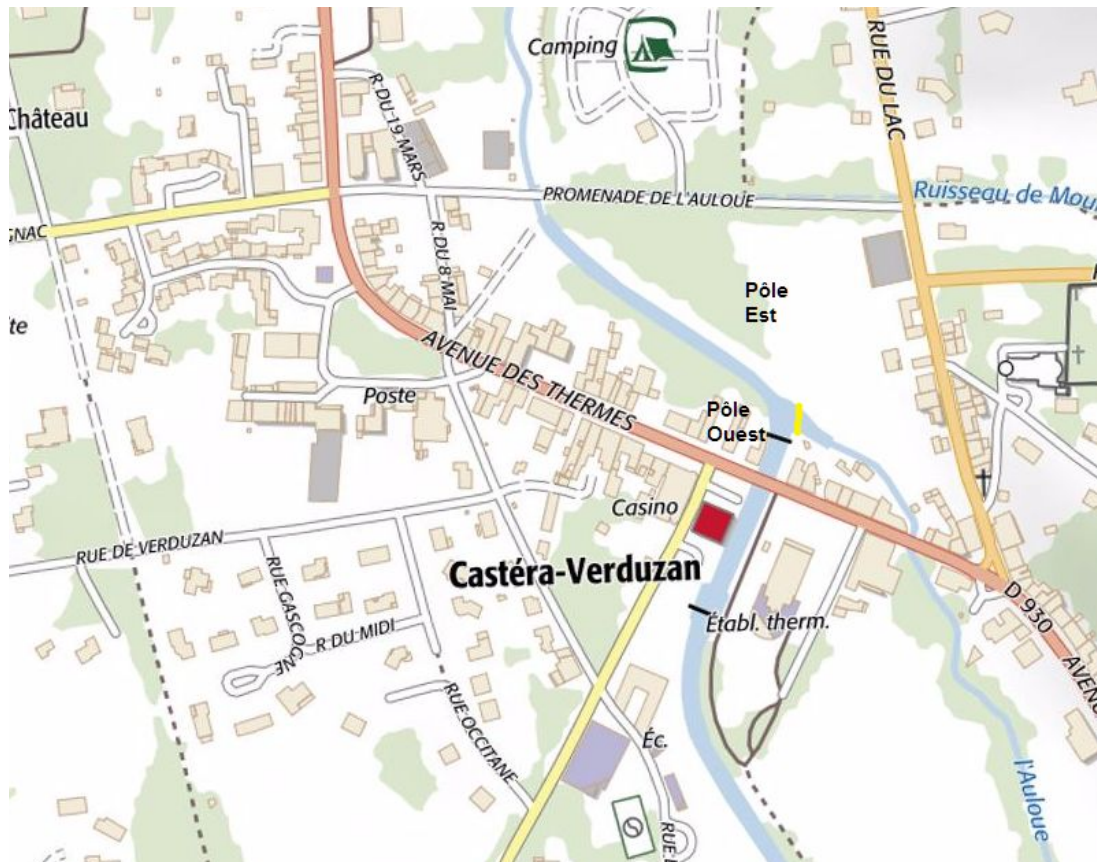 Camping
RUE DU LAC
Château
R DU 19 MARS
PROMENADE DE L'AULOUE
Ruisseau de Mou
GNAC
R DU 8 MAI
Pôle
Est
te
AVENUE DES THERMES
Poste
Pôle
Ouest
Casino
RUE DE VERDUZAN
Castéra-Verduzan
RUE GASCOGNE
D 930
Établ. therm.
R DU MIDI
AVEN
RUE OCCITANE
Éc.
l'Auloue
RUE